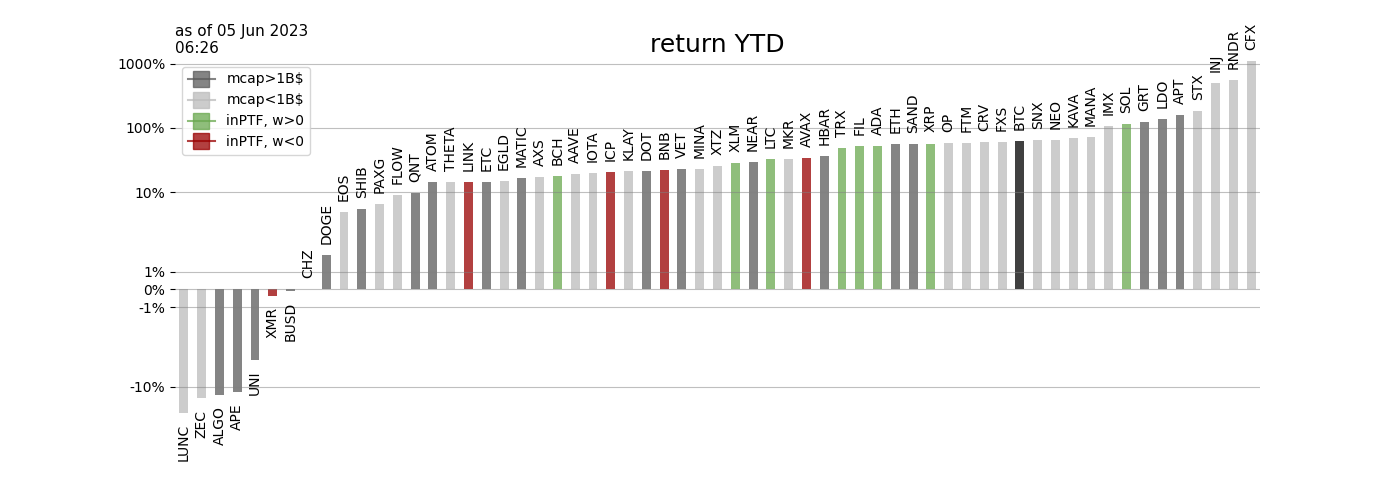 as of 05 Jun 2023
06:26
return YTD
1000%
100%
10%
1%
0%
-1%
-10%
mcap>1B$
mcap<1B$
inPTF, w>0
inPTF, w<0
LUNC
ZEC
ALGO
APE
UNI
XMR
BUSD
CHZ
DOGE
EOS
SHIB
PAXG
FLOW
QNT
ATOM
THETA
LINK
ETC
EGLD
MATIC
AXS
BCH
AAVE
IOTA
ICP
KLAY
DOT
BNB
VET
MINA
XTZ
XLM
NEAR
LTC
MKR
AVAX
HBAR
TRX
FIL
ADA
ETH
SAND
XRP
OP
FTM
CRV
FXS
BTC
SNX
NEO
KAVA
MANA
IMX
SOL
GRT
LDO
APT
STX
INJ
RNDR
CFX